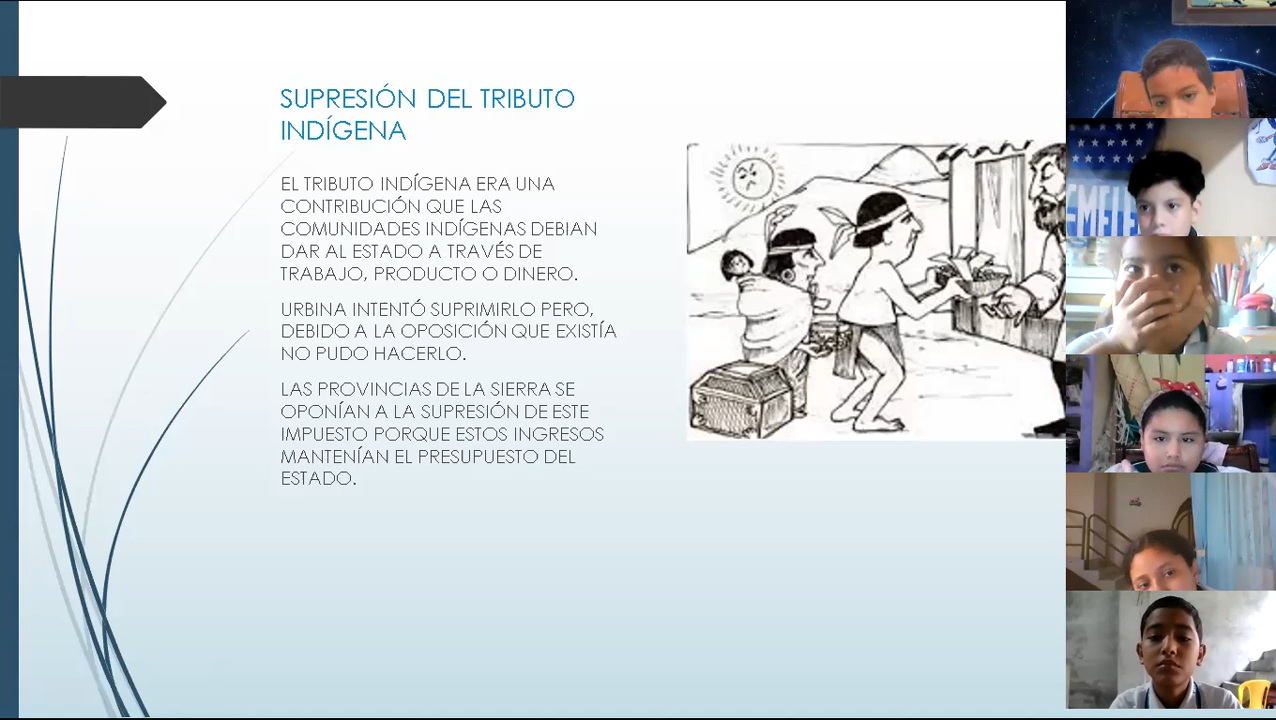 SUPRESIÓN DEL TRIBUTO
INDÍGENA
EL TRIBUTO INDÍGENA ERA UNA
CONTRIBUCIÓN QUE LAS
COMUNIDADES INDÍGENAS DEBIAN
DAR AL ESTADO A TRAVÉS DE
TRABAJO, PRODUCTO O DINERO.
URBINA INTENTÓ SUPRIMIRLO PERO,
DEBIDO A LA OPOSICIÓN QUE EXISTÍA
NO PUDO HACERLO.
LAS PROVINCIAS DE LA SIERRA SE
OPONÍAN A LA SUPRESIÓN DE ESTE
IMPUESTO PORQUE ESTOS INGRESOS
MANTENÍAN EL PRESUPUESTO DEL
ESTADO.